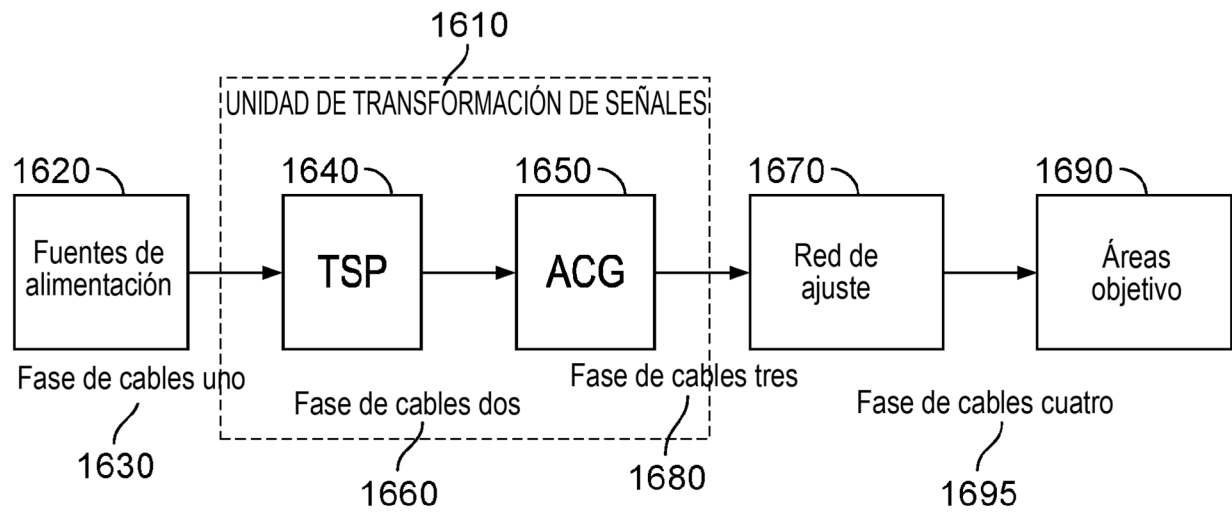 1610
UNIDAD DE TRANSFORMACIÓN DE SEÑALES
1620
1640
1650
1670
1690
Fuentes de
alimentación
TSP
ACG
Red de
ajuste
Áreas
objetivo
Fase de cables uno
Fase de cables dos
Fase de cables tres
Fase de cables cuatro
1630
1660
1680
1695